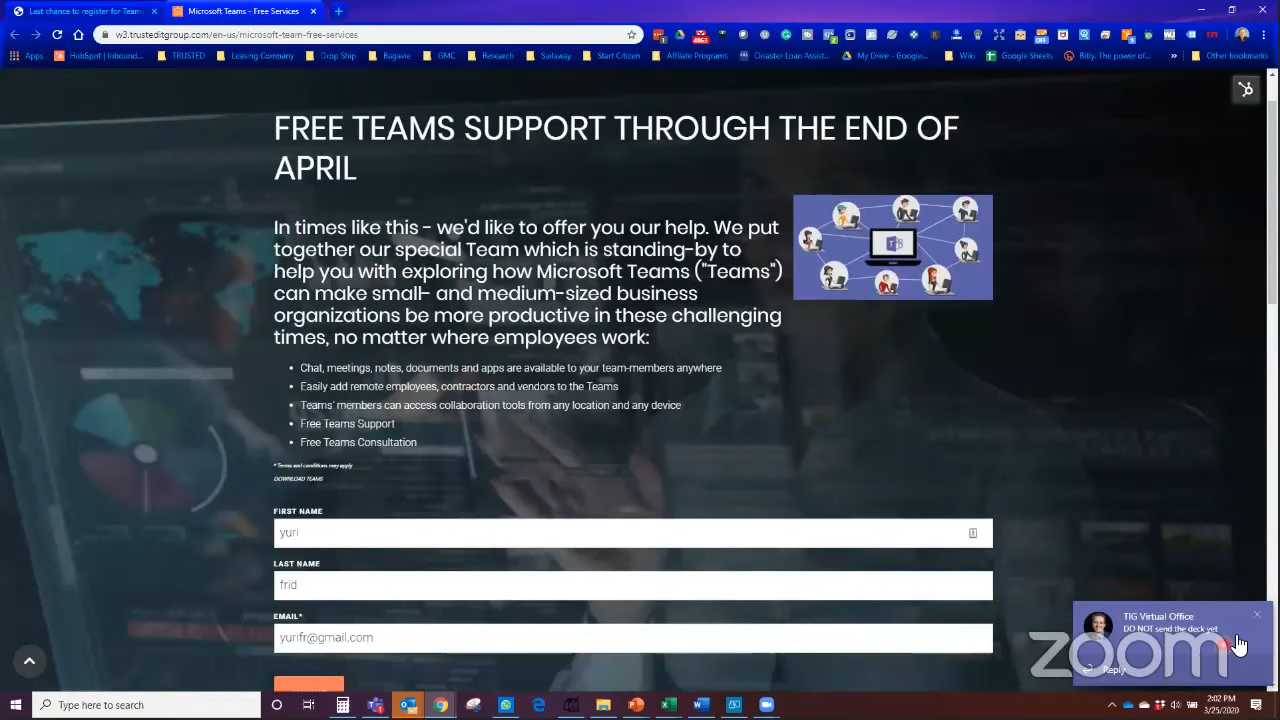 Last chance to register for Team
Microsoft Teams - Free Services
w3.trusteditgroup.com/en-us/microsoft-team-free-services
Apps
HubSpot | Inbound...
TRUSTED
Leasing Company
Drop Ship
Bagavie
GMC
Research
Sailaway
Start Citizen
Affilate Programs
Disaster Loan Assist...
My Drive - Google...
Wiki
Google Sheets
Bitly. The power of...
»
Other bookmarks
FREE TEAMS SUPPORT THROUGH THE END OF
APRIL
In times like this - we'd like to offer you our help. We put
together our special Team which is standing-by to
help you with exploring how Microsoft Teams ("Teams")
can make small- and medium-sized business
organizations be more productive in these challenging
times, no matter where employees work:
• Chat, meetings, notes, documents and apps are available to your team-members anywhere
• Easily add remote employees, contractors and vendors to the Teams
• Teams' members can access collaboration tools from any location and any device
• Free Teams Support
• Free Teams Consultation
* Terms and conditions may apply
DOWNLOAD TEAMS
FIRST NAME
yuri
LAST NAME
frid
EMAIL*
yurifr@gmail.com
TIG Virtual Office
DO NOT send the deck yet
Reply
zoom
Type here to search
2:02 PM
3/25/2020